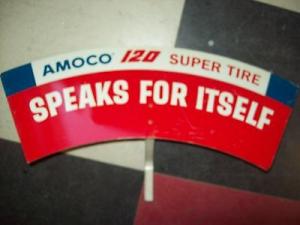 AMOCO 120 SUPER TIRE
SPEAKS FOR ITSELF